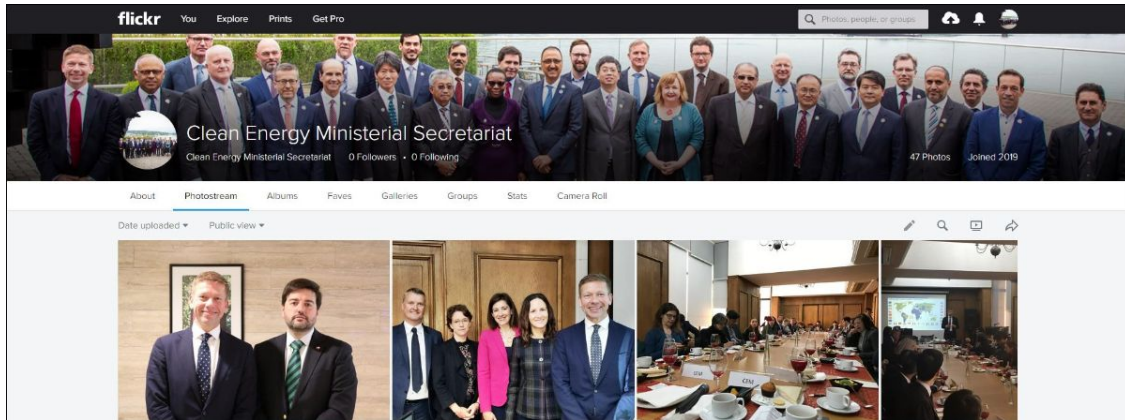 flickr You Explore Prints Get Pro Photos, people, or groups
Clean Energy Ministerial Secretariat
Clean Energy Ministerial Secretariat 0 Followers • 0 Following 47 Photos Joined 2019
About Photostream Albums Faves Galleries Groups Stats Camera Roll
Date uploaded Public view
CEM